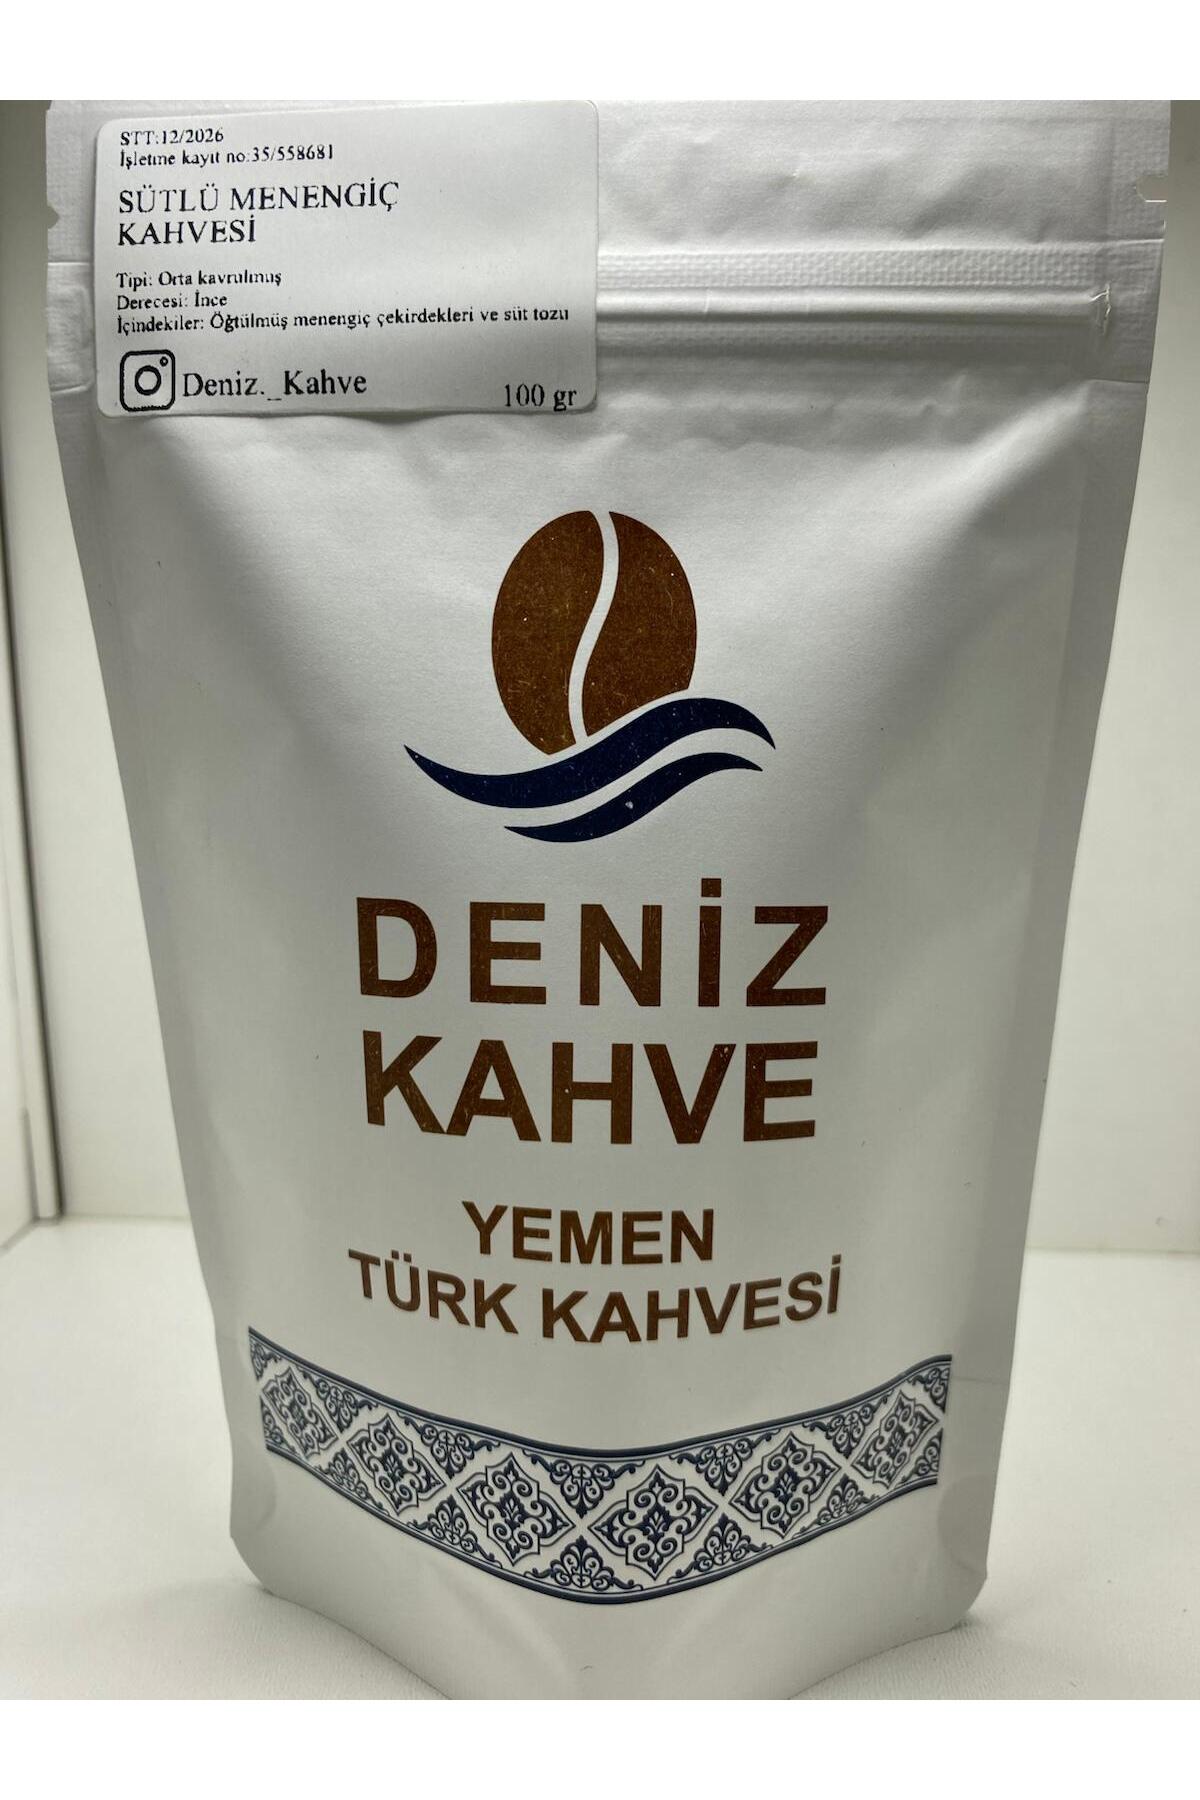 STT:12/2026
İşletme kayıt no:35/558681
SÜTLÜ MENENGİÇ
KAHVESİ
Tipi: Orta kavrulmuş
Derecesi: İnce
İçindekiler: Öğtülmüş menengiç çekirdekleri ve süt tozu
Deniz._Kahve 100 gr
DENİZ
KAHVE
YEMEN
TÜRK KAHVESİ